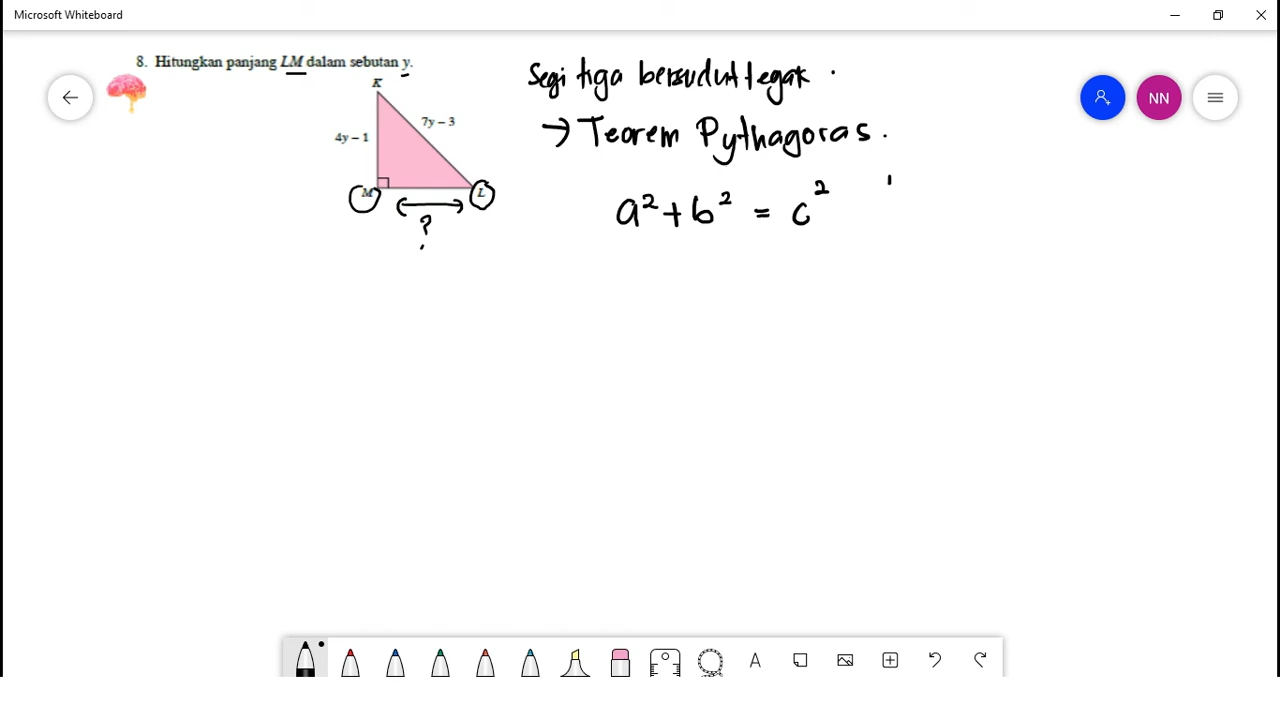 Microsoft Whiteboard
8. Hitungkan panjang LM dalam sebutan y.
K
4y – 1
7y – 3
M
L
?
Segi tiga bersudut tegak.
→ Teorem Pythagoras.
a² + b² = c²
NN
A